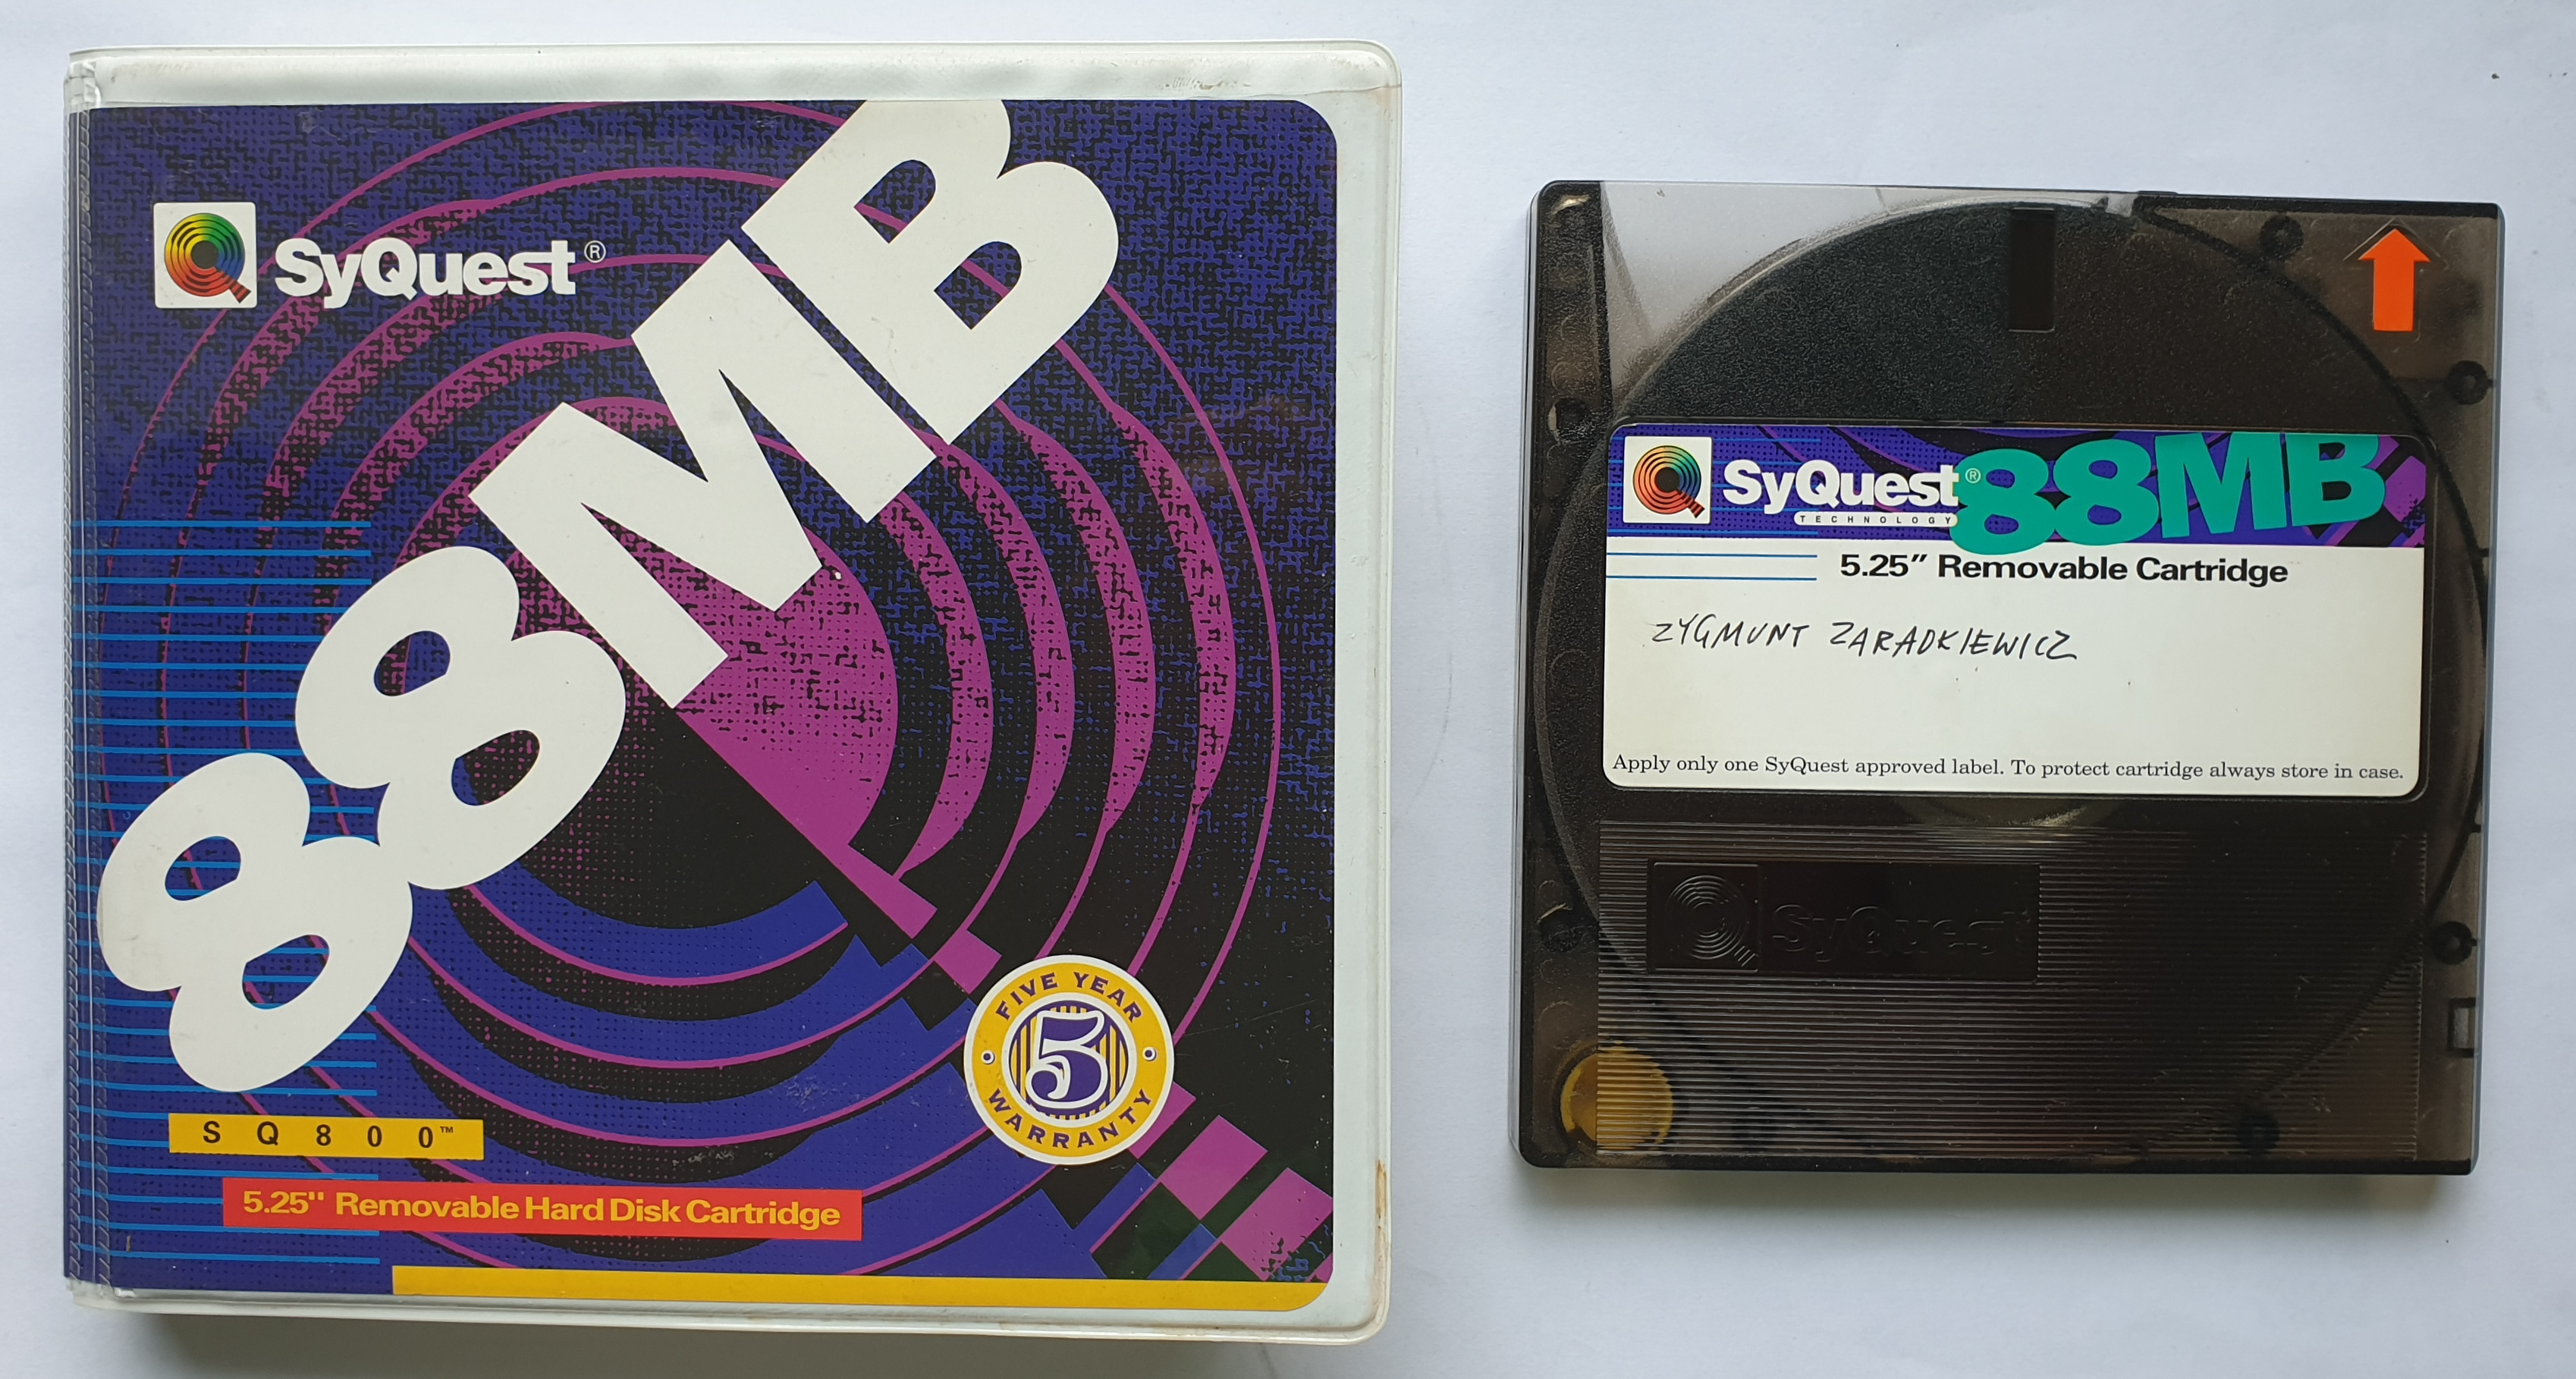 SyQuest®
88MB
FIVE YEAR
5
WARRANTY
SQ800™
5.25" Removable Hard Disk Cartridge
SyQuest® 88MB
TECHNOLOGY
5.25" Removable Cartridge
ZYGMUNT ZARADKIEWICZ
Apply only one SyQuest approved label. To protect cartridge always store in case.
SyQuest